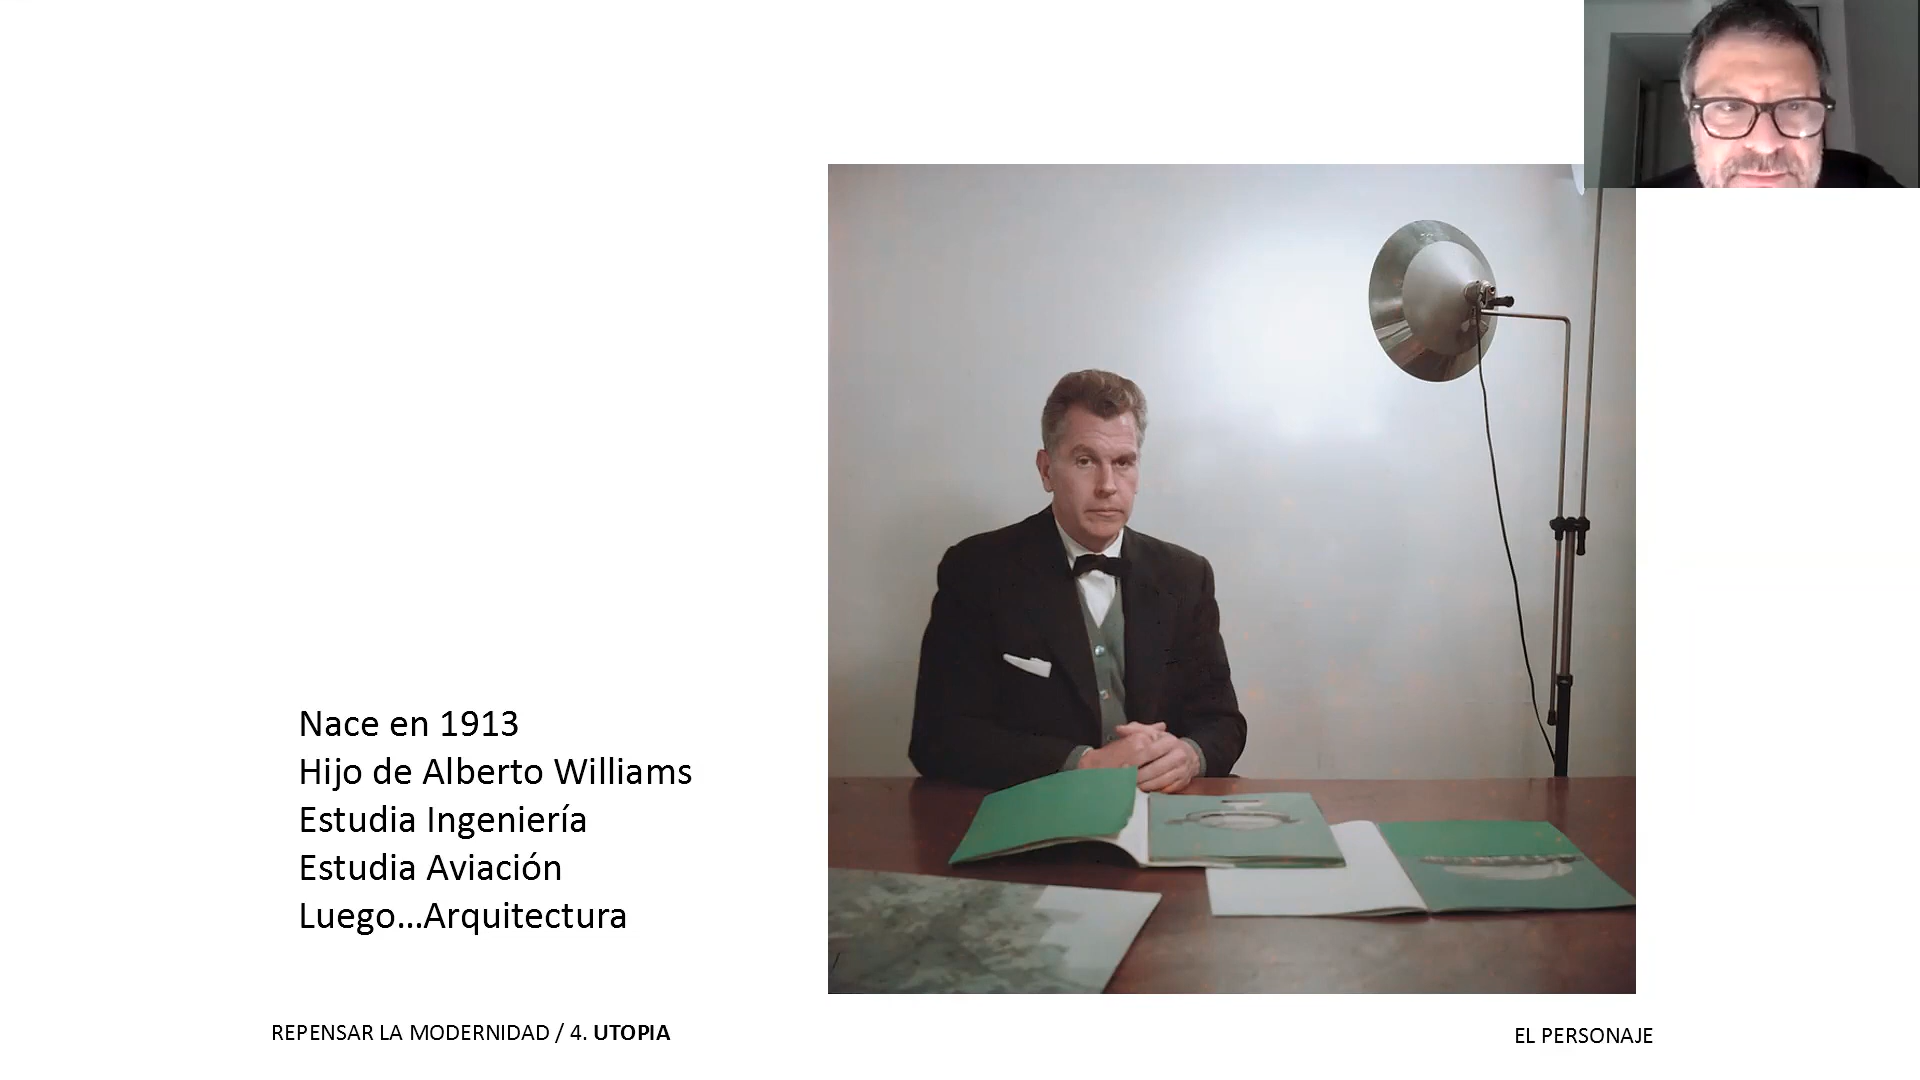 Nace en 1913
Hijo de Alberto Williams
Estudia Ingeniería
Estudia Aviación
Luego...Arquitectura
REPENSAR LA MODERNIDAD / 4. UTOPIA
EL PERSONAJE